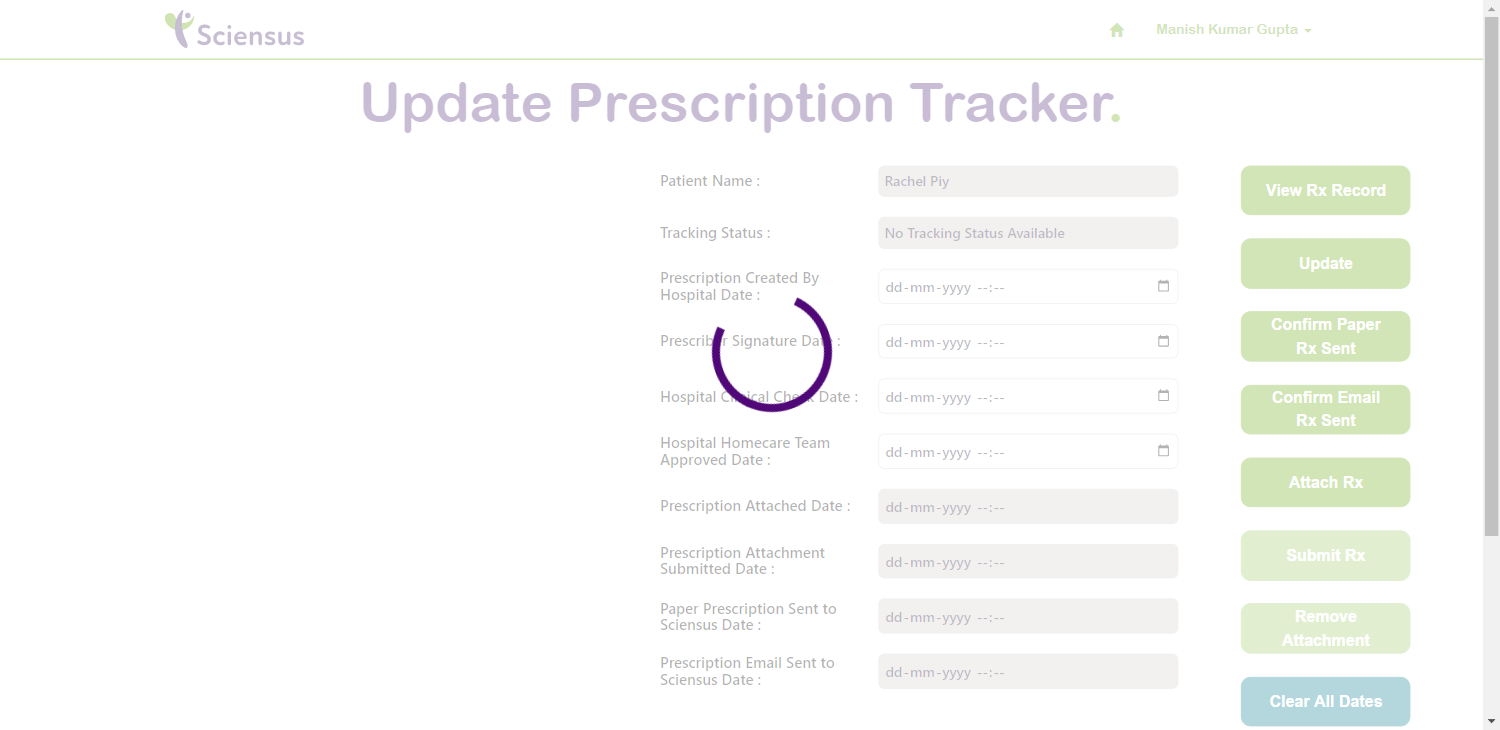 Sciensus
Manish Kumar Gupta
Update Prescription Tracker.
Patient Name :
Rachel Piy
View Rx Record
Tracking Status :
No Tracking Status Available
Update
Prescription Created By
Hospital Date :
dd-mm-yyyy --:--
Confirm Paper
Rx Sent
Prescriber Signature Date :
dd-mm-yyyy --:--
Hospital Clinical Check Date :
dd-mm-yyyy --:--
Confirm Email
Rx Sent
Hospital Homecare Team
Approved Date :
dd-mm-yyyy --:--
Attach Rx
Prescription Attached Date :
dd-mm-yyyy --:--
Prescription Attachment
Submitted Date :
dd-mm-yyyy --:--
Submit Rx
Paper Prescription Sent to
Sciensus Date :
dd-mm-yyyy --:--
Remove
Attachment
Prescription Email Sent to
Sciensus Date :
dd-mm-yyyy --:--
Clear All Dates